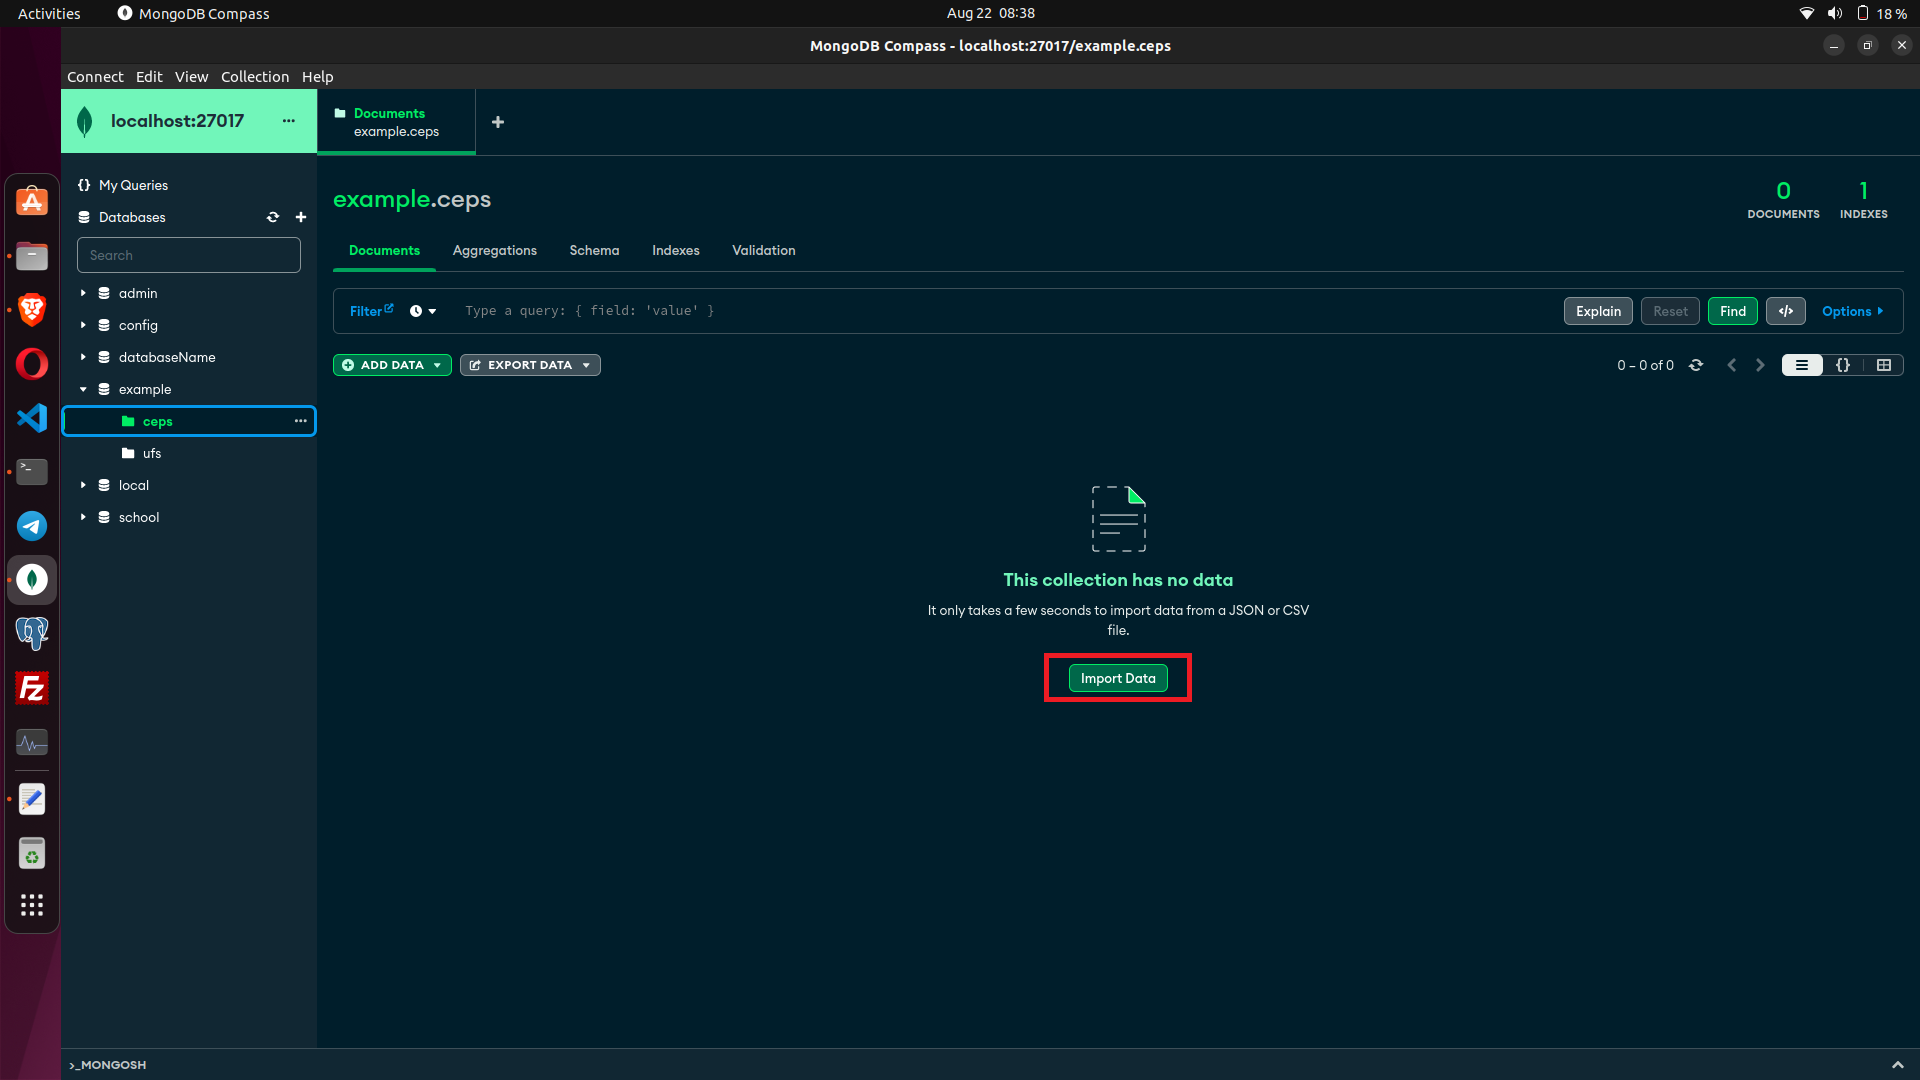 Activities
MongoDB Compass
Aug 22 08:38
18 %
MongoDB Compass - localhost:27017/example.ceps
Connect Edit View Collection Help
localhost:27017
Documents
example.ceps
My Queries
Databases
Search
admin
config
databaseName
example
ceps
ufs
local
school
example.ceps
0
DOCUMENTS
1
INDEXES
Documents Aggregations Schema Indexes Validation
Filter
Type a query: { field: 'value' }
Explain
Reset
Find
</>
Options
ADD DATA
EXPORT DATA
0 – 0 of 0
{}
This collection has no data
It only takes a few seconds to import data from a JSON or CSV
file.
Import Data
>_MONGOSH